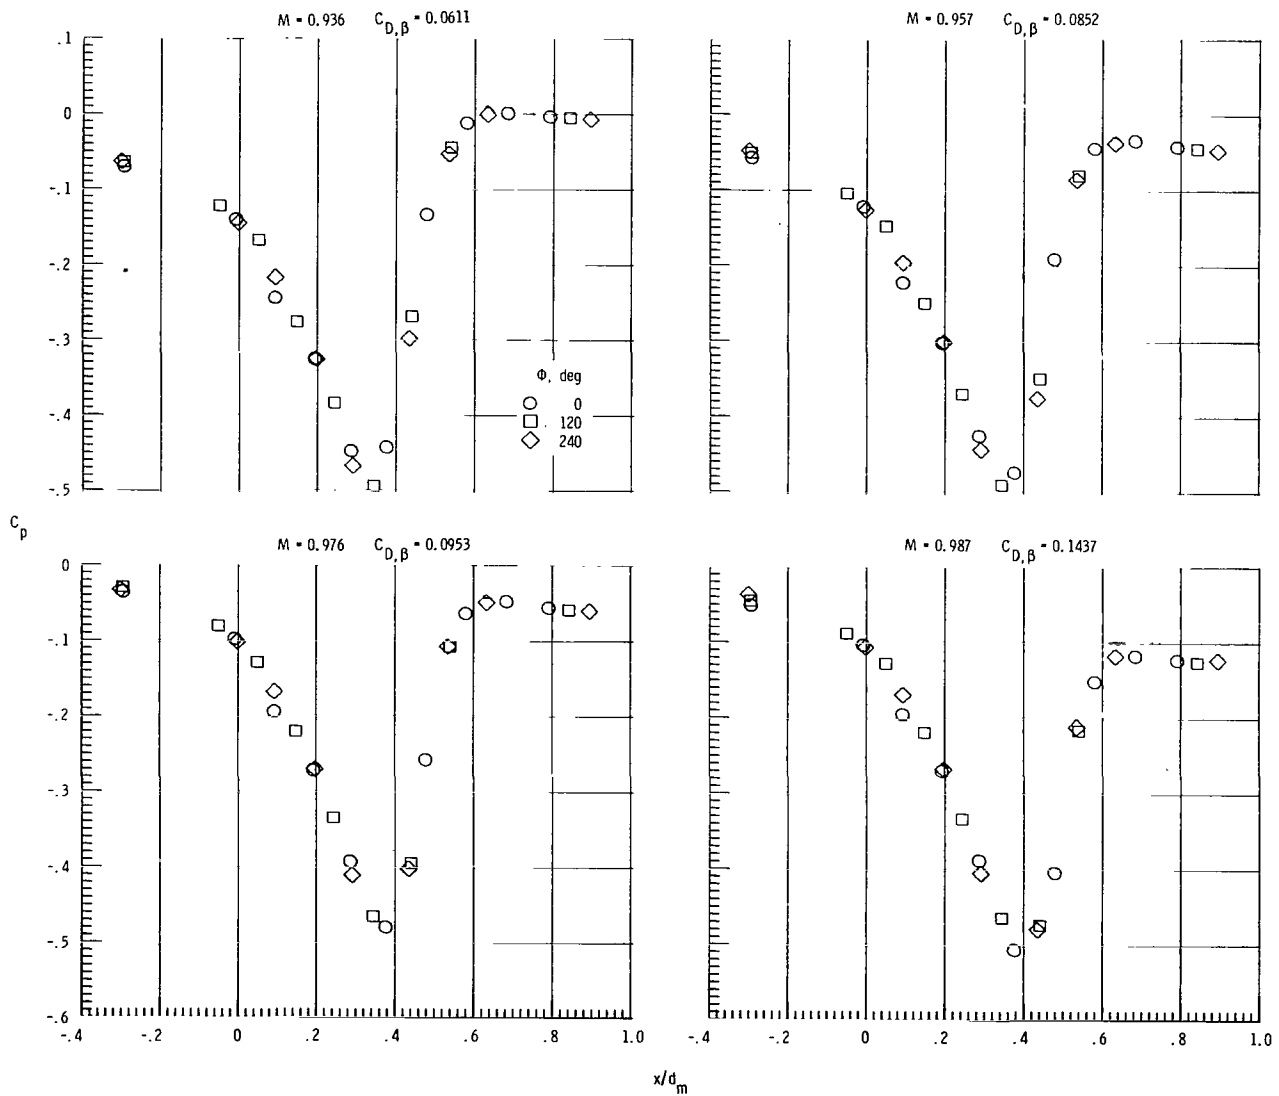 M = 0.936 C_D,β = 0.0611
M = 0.957 C_D,β = 0.0852
.1
0
-.1
-.2
-.3
-.4
-.5
Φ, deg
0
120
240
C_p
M = 0.976 C_D,β = 0.0953
M = 0.987 C_D,β = 0.1437
0
-.1
-.2
-.3
-.4
-.5
-.6
-.4 -.2 0 .2 .4 .6 .8 1.0
-.4 -.2 0 .2 .4 .6 .8 1.0
x/d_m